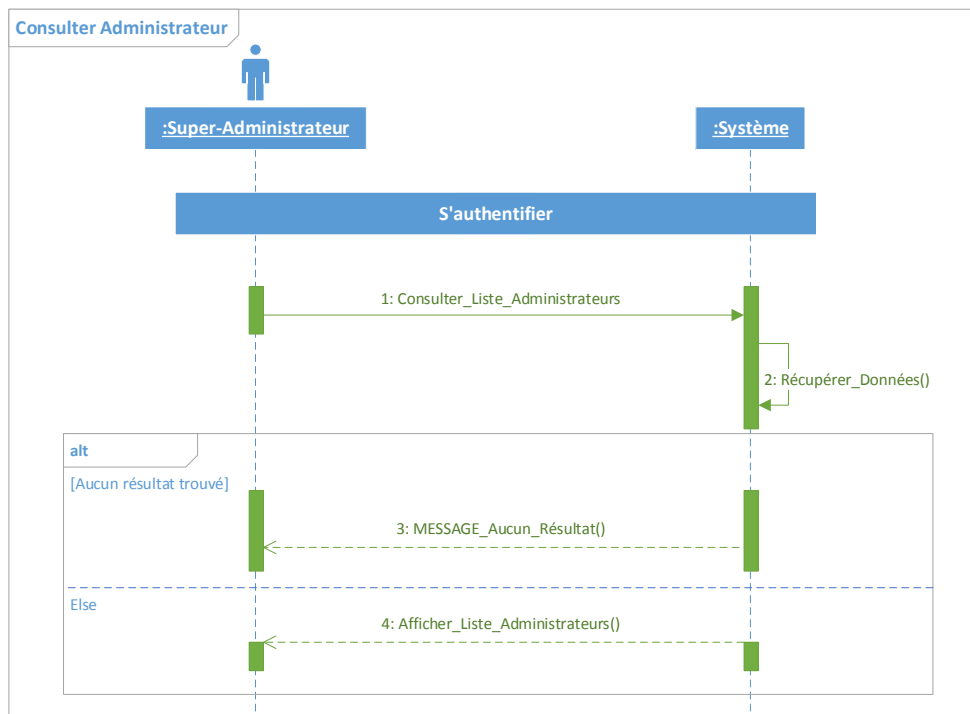 Consulter Administrateur
:Super-Administrateur
:Système
S'authentifier
1: Consulter_Liste_Administrateurs
2: Récupérer_Données()
alt
[Aucun résultat trouvé]
3: MESSAGE_Aucun_Résultat()
Else
4: Afficher_Liste_Administrateurs()